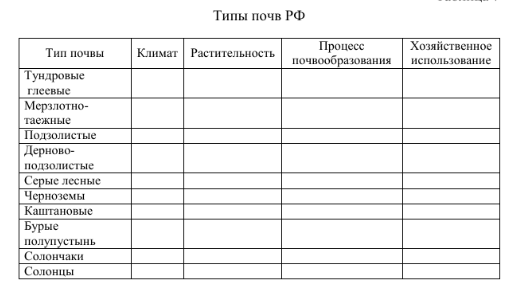 Типы почв РФ
Тип почвы Климат Растительность Процесс почвообразования Хозяйственное использование
Тундровые
глеевые
Мерзлотно-
таежные
Подзолистые
Дерново-
подзолистые
Серые лесные
Черноземы
Каштановые
Бурые
полупустынь
Солончаки
Солонцы